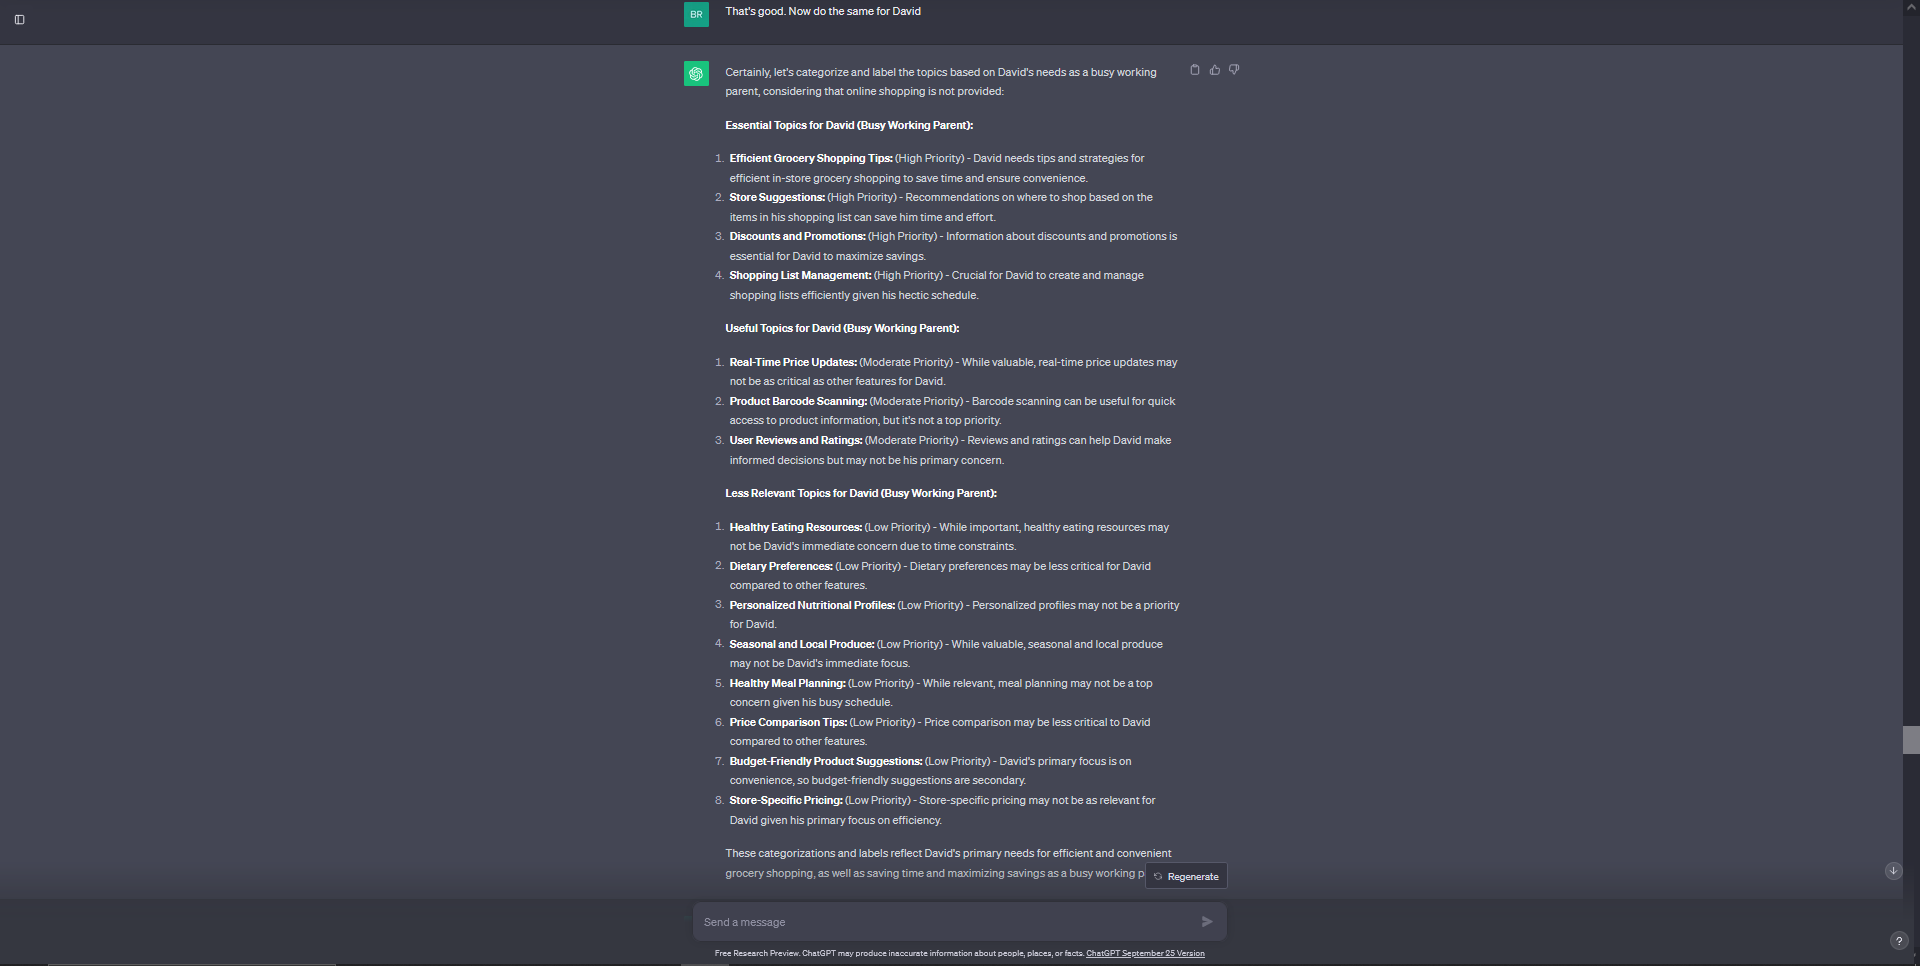 BR
That's good. Now do the same for David
Certainly, let's categorize and label the topics based on David's needs as a busy working
parent, considering that online shopping is not provided:
Essential Topics for David (Busy Working Parent):
1. Efficient Grocery Shopping Tips: (High Priority) - David needs tips and strategies for
efficient in-store grocery shopping to save time and ensure convenience.
2. Store Suggestions: (High Priority) - Recommendations on where to shop based on the
items in his shopping list can save him time and effort.
3. Discounts and Promotions: (High Priority) - Information about discounts and promotions is
essential for David to maximize savings.
4. Shopping List Management: (High Priority) - Crucial for David to create and manage
shopping lists efficiently given his hectic schedule.
Useful Topics for David (Busy Working Parent):
1. Real-Time Price Updates: (Moderate Priority) - While valuable, real-time price updates may
not be as critical as other features for David.
2. Product Barcode Scanning: (Moderate Priority) - Barcode scanning can be useful for quick
access to product information, but it's not a top priority.
3. User Reviews and Ratings: (Moderate Priority) - Reviews and ratings can help David make
informed decisions but may not be his primary concern.
Less Relevant Topics for David (Busy Working Parent):
1. Healthy Eating Resources: (Low Priority) - While important, healthy eating resources may
not be David's immediate concern due to time constraints.
2. Dietary Preferences: (Low Priority) - Dietary preferences may be less critical for David
compared to other features.
3. Personalized Nutritional Profiles: (Low Priority) - Personalized profiles may not be a priority
for David.
4. Seasonal and Local Produce: (Low Priority) - While valuable, seasonal and local produce
may not be David's immediate focus.
5. Healthy Meal Planning: (Low Priority) - While relevant, meal planning may not be a top
concern given his busy schedule.
6. Price Comparison Tips: (Low Priority) - Price comparison may be less critical to David
compared to other features.
7. Budget-Friendly Product Suggestions: (Low Priority) - David's primary focus is on
convenience, so budget-friendly suggestions are secondary.
8. Store-Specific Pricing: (Low Priority) - Store-specific pricing may not be as relevant for
David given his primary focus on efficiency.
These categorizations and labels reflect David's primary needs for efficient and convenient
grocery shopping, as well as saving time and maximizing savings as a busy working p
Regenerate
Send a message
?
Free Research Preview. ChatGPT may produce inaccurate information about people, places, or facts. ChatGPT September 25 Version